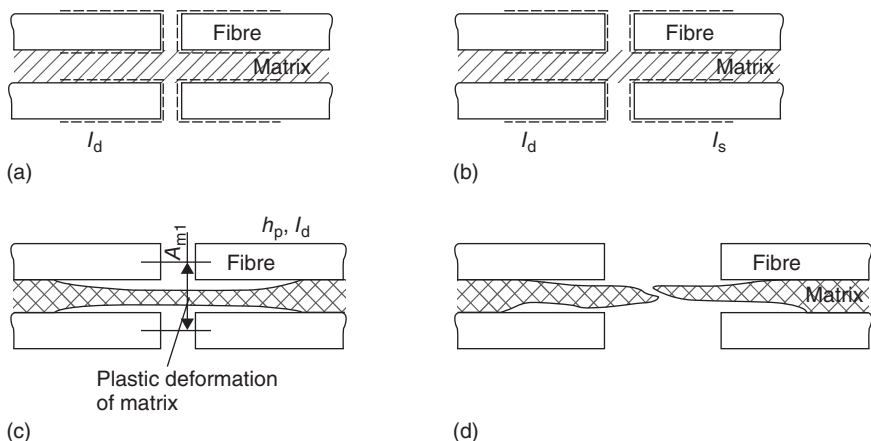 Fibre
Matrix
l_d
(a)
Fibre
Matrix
l_d l_s
(b)
h_p, l_d
A_m1
Fibre
Plastic deformation
of matrix
(c)
Fibre
Matrix
(d)